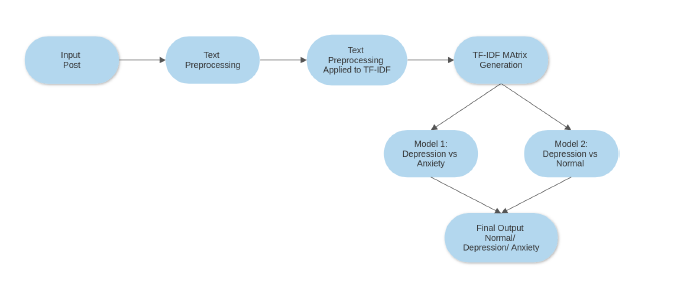 Input
Post
Text
Preprocessing
Text
Preprocessing
Applied to TF-IDF
TF-IDF MAtrix
Generation
Model 1:
Depression vs
Anxiety
Model 2:
Depression vs
Normal
Final Output
Normal/
Depression/ Anxiety